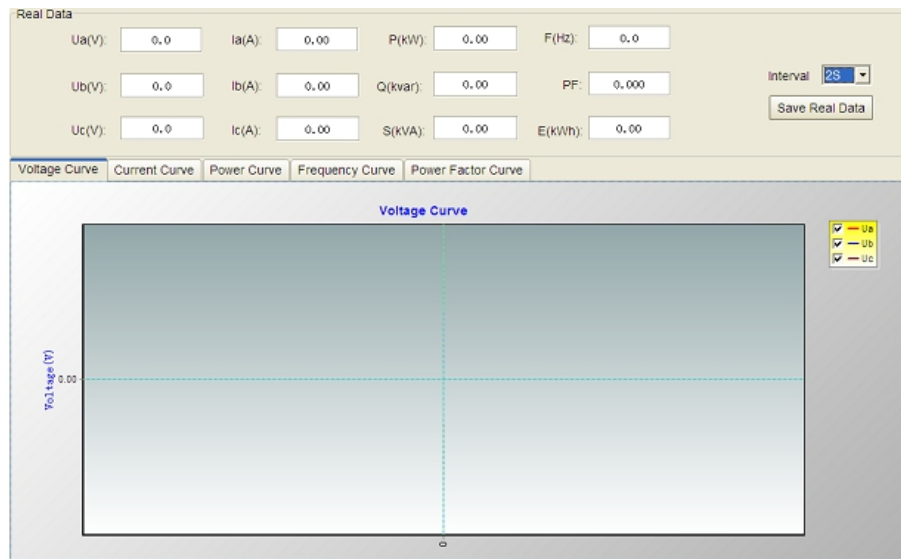 Real Data
Ua(V): 0.0 Ia(A): 0.00 P(kW): 0.00 F(Hz): 0.0
Ub(V): 0.0 Ib(A): 0.00 Q(kvar): 0.00 PF: 0.000
Interval 2S
Uc(V): 0.0 Ic(A): 0.00 S(kVA): 0.00 E(kWh): 0.00
Save Real Data
Voltage Curve Current Curve Power Curve Frequency Curve Power Factor Curve
Voltage Curve
Ua
Ub
Uc
Voltage(V)
0.00
0